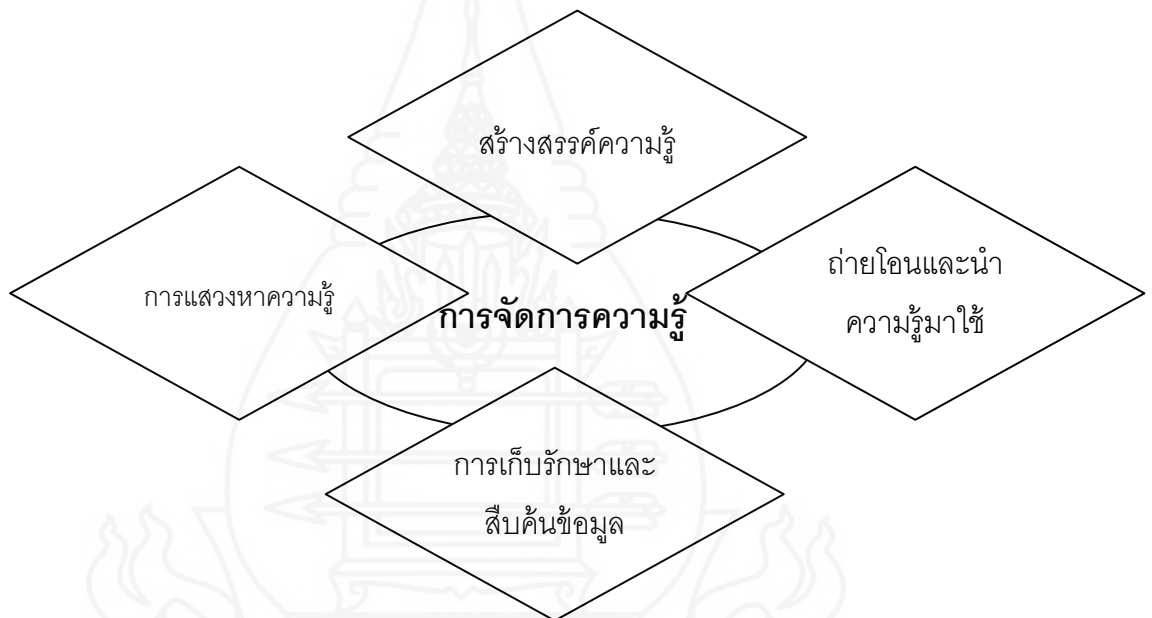 สร้างสรรค์ความรู้
การแสวงหาความรู้
ถ่ายโอนและนำ
ความรู้มาใช้
การจัดการความรู้
การเก็บรักษาและ
สืบค้นข้อมูล